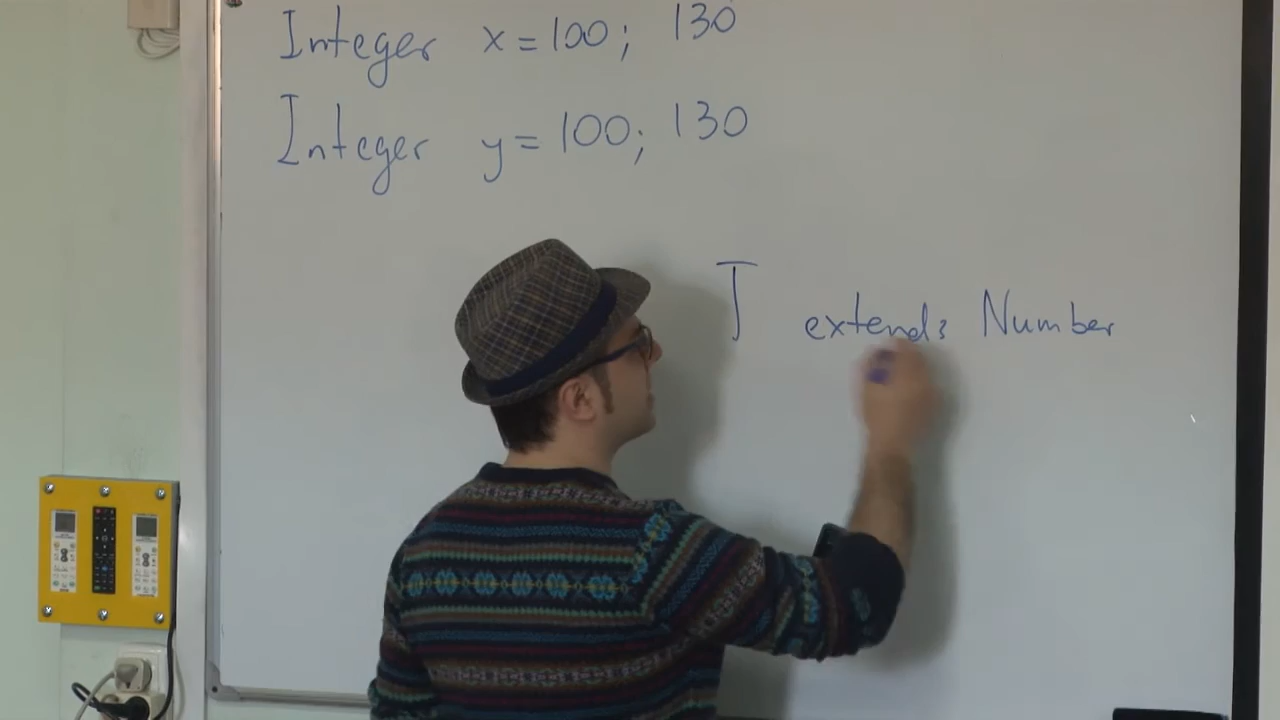 Integer x=100; 130
Integer y=100; 130
T extends Number